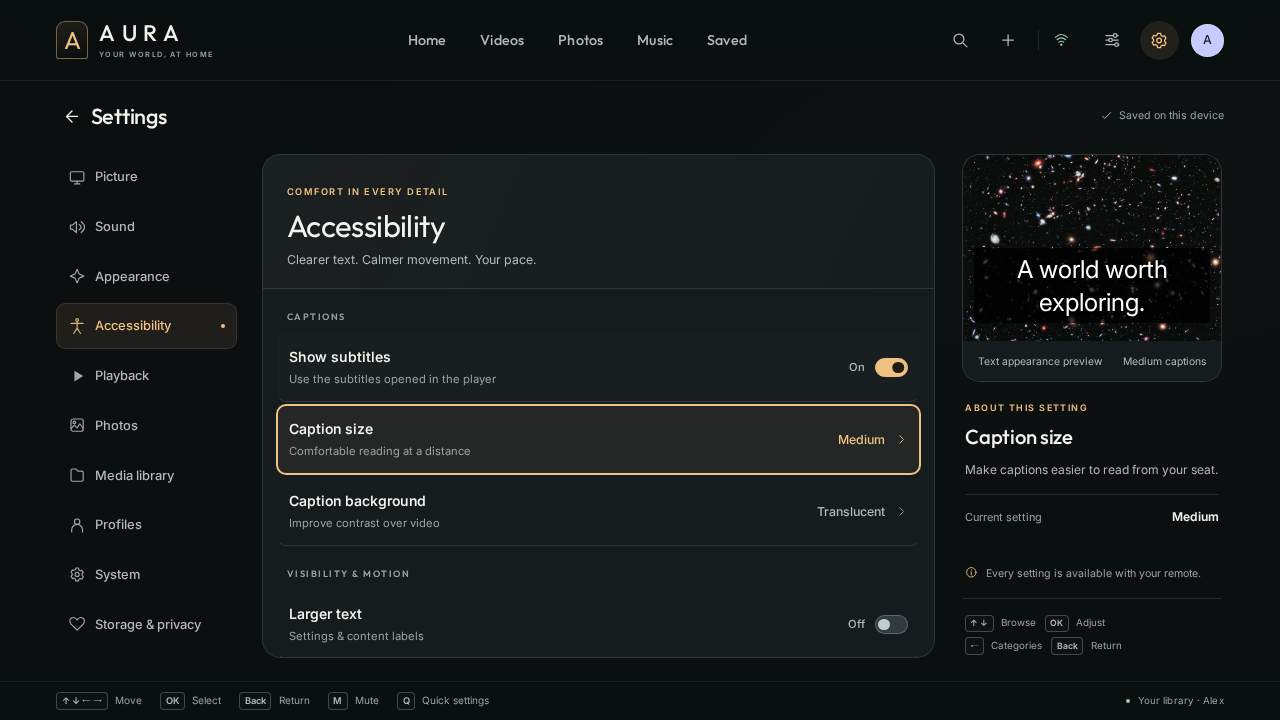 A AURA
YOUR WORLD, AT HOME
Home Videos Photos Music Saved
A
Settings
Saved on this device
Picture
Sound
Appearance
Accessibility
Playback
Photos
Media library
Profiles
System
Storage & privacy
COMFORT IN EVERY DETAIL
Accessibility
Clearer text. Calmer movement. Your pace.
CAPTIONS
Show subtitles
Use the subtitles opened in the player
On
Caption size
Comfortable reading at a distance
Medium
Caption background
Improve contrast over video
Translucent
VISIBILITY & MOTION
Larger text
Settings & content labels
Off
A world worth
exploring.
Text appearance preview Medium captions
ABOUT THIS SETTING
Caption size
Make captions easier to read from your seat.
Current setting Medium
Every setting is available with your remote.
↑↓ Browse OK Adjust
← Categories Back Return
↑↓←→ Move OK Select Back Return M Mute Q Quick settings
Your library · Alex